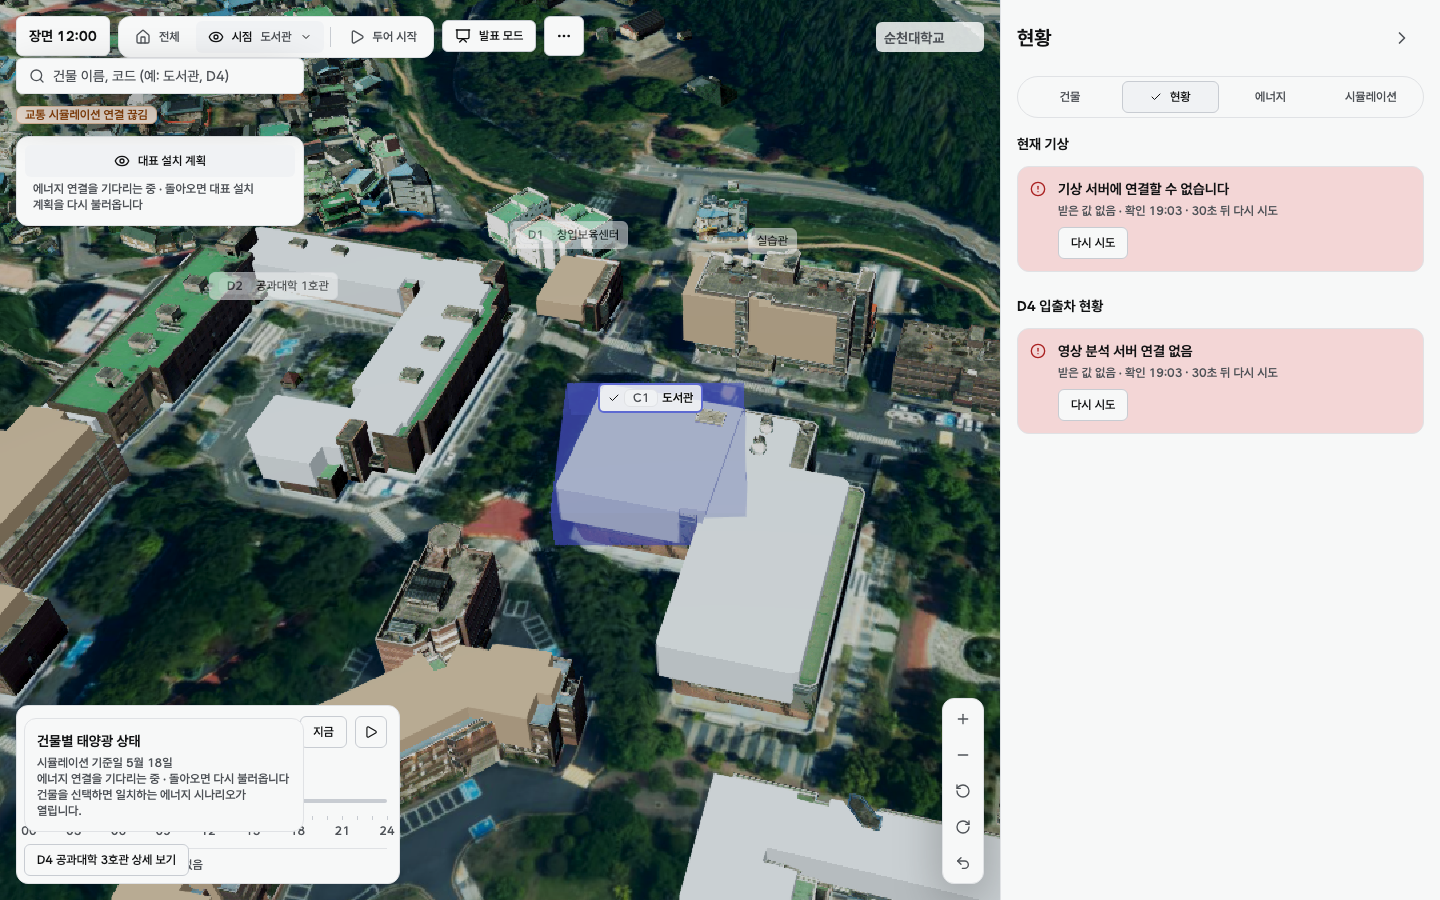 장면 12:00
전체
시점 도서관
투어 시작
발표 모드
순천대학교
건물 이름, 코드 (예: 도서관, D4)
교통 시뮬레이션 연결 끊김
대표 설치 계획
에너지 연결을 기다리는 중 · 돌아오면 대표 설치
계획을 다시 불러옵니다
D1 창업보육센터
실습관
D2 공과대학 1호관
C1 도서관
지금
건물별 태양광 상태
시뮬레이션 기준일 5월 18일
에너지 연결을 기다리는 중 · 돌아오면 다시 불러옵니다
건물을 선택하면 일치하는 에너지 시나리오가
열립니다.
18 21 24
D4 공과대학 3호관 상세 보기
없음
현황
건물
현황
에너지
시뮬레이션
현재 기상
기상 서버에 연결할 수 없습니다
받은 값 없음 · 확인 19:03 · 30초 뒤 다시 시도
다시 시도
D4 입출차 현황
영상 분석 서버 연결 없음
받은 값 없음 · 확인 19:03 · 30초 뒤 다시 시도
다시 시도